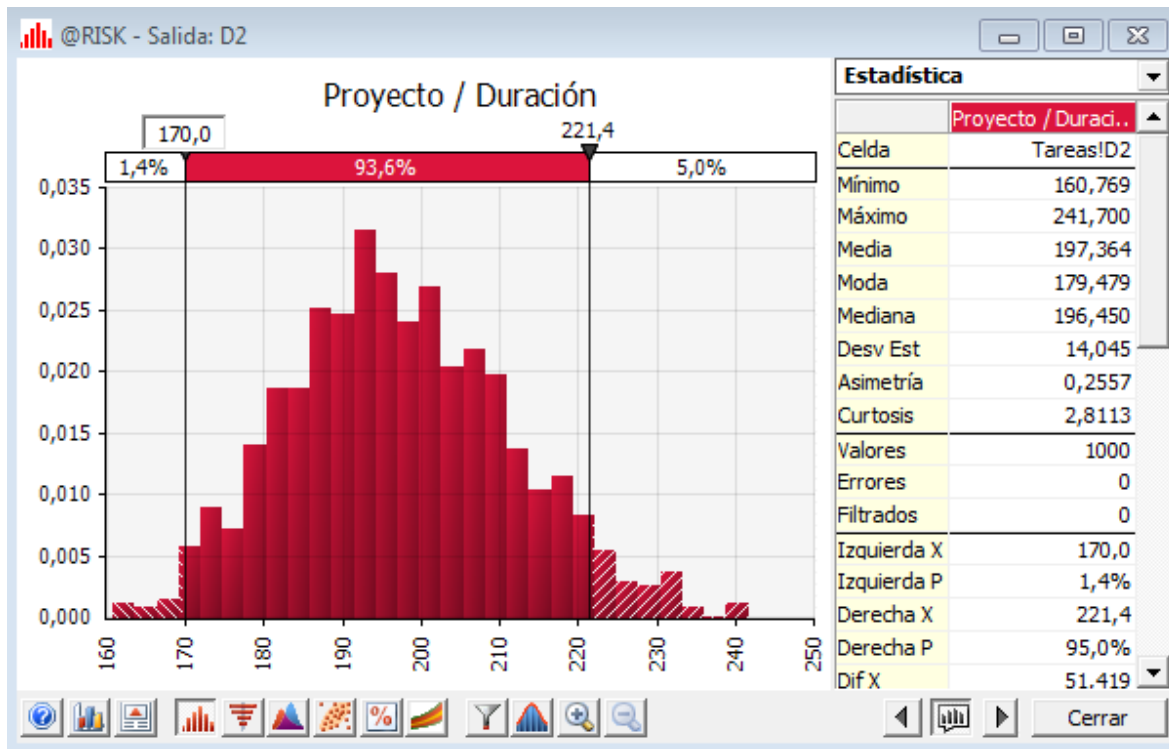 @RISK - Salida: D2
Proyecto / Duración
170,0 221,4
1,4% 93,6% 5,0%
0,035
0,030
0,025
0,020
0,015
0,010
0,005
0,000
160 170 180 190 200 210 220 230 240 250
Estadística
Proyecto / Duraci..
Celda Tareas!D2
Mínimo 160,769
Máximo 241,700
Media 197,364
Moda 179,479
Mediana 196,450
Desv Est 14,045
Asimetría 0,2557
Curtosis 2,8113
Valores 1000
Errores 0
Filtrados 0
Izquierda X 170,0
Izquierda P 1,4%
Derecha X 221,4
Derecha P 95,0%
Dif X 51.419
Cerrar